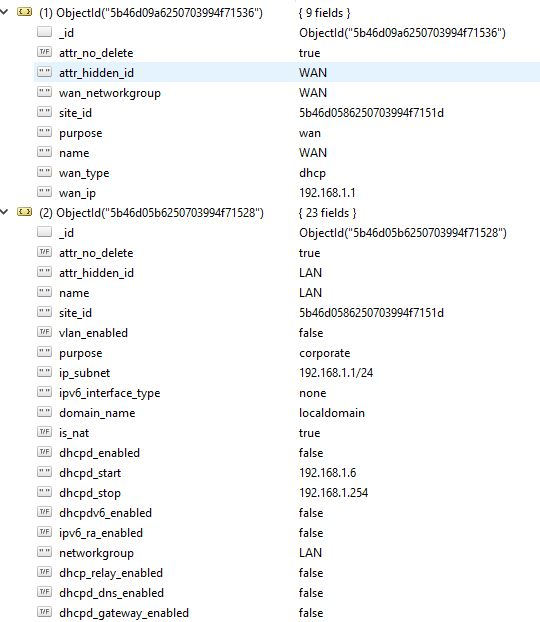 (1) ObjectId("5b46d09a6250703994f71536") { 9 fields }
_id ObjectId("5b46d09a6250703994f71536")
T/F attr_no_delete true
" " attr_hidden_id WAN
" " wan_networkgroup WAN
" " site_id 5b46d0586250703994f7151d
" " purpose wan
" " name WAN
" " wan_type dhcp
" " wan_ip 192.168.1.1
(2) ObjectId("5b46d05b6250703994f71528") { 23 fields }
_id ObjectId("5b46d05b6250703994f71528")
T/F attr_no_delete true
" " attr_hidden_id LAN
" " name LAN
" " site_id 5b46d0586250703994f7151d
T/F vlan_enabled false
" " purpose corporate
" " ip_subnet 192.168.1.1/24
" " ipv6_interface_type none
" " domain_name localdomain
T/F is_nat true
T/F dhcpd_enabled false
" " dhcpd_start 192.168.1.6
" " dhcpd_stop 192.168.1.254
T/F dhcpdv6_enabled false
T/F ipv6_ra_enabled false
" " networkgroup LAN
T/F dhcp_relay_enabled false
T/F dhcpd_dns_enabled false
T/F dhcpd_gateway_enabled false